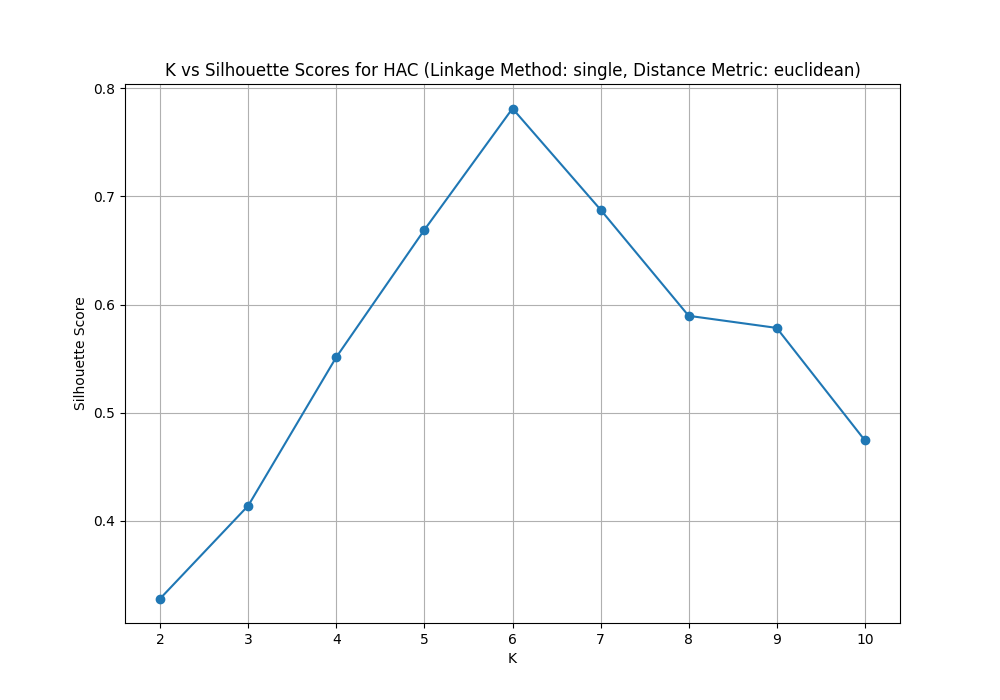 K vs Silhouette Scores for HAC (Linkage Method: single, Distance Metric: euclidean)
Silhouette Score
0.8
0.7
0.6
0.5
0.4
2 3 4 5 6 7 8 9 10
K